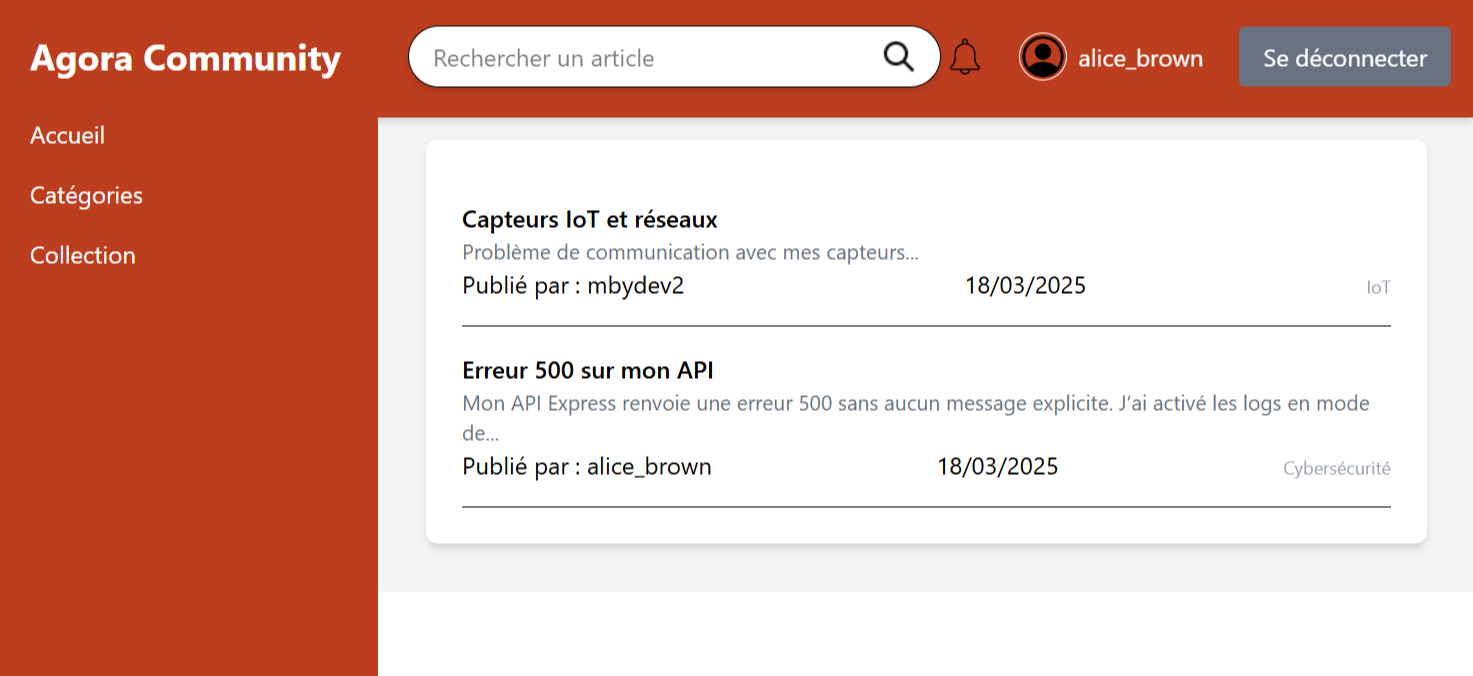 Agora Community
Rechercher un article
alice_brown
Se déconnecter
Accueil
Catégories
Collection
Capteurs IoT et réseaux
Problème de communication avec mes capteurs...
Publié par : mbydev2
18/03/2025
IoT
Erreur 500 sur mon API
Mon API Express renvoie une erreur 500 sans aucun message explicite. J’ai activé les logs en mode
de...
Publié par : alice_brown
18/03/2025
Cybersécurité